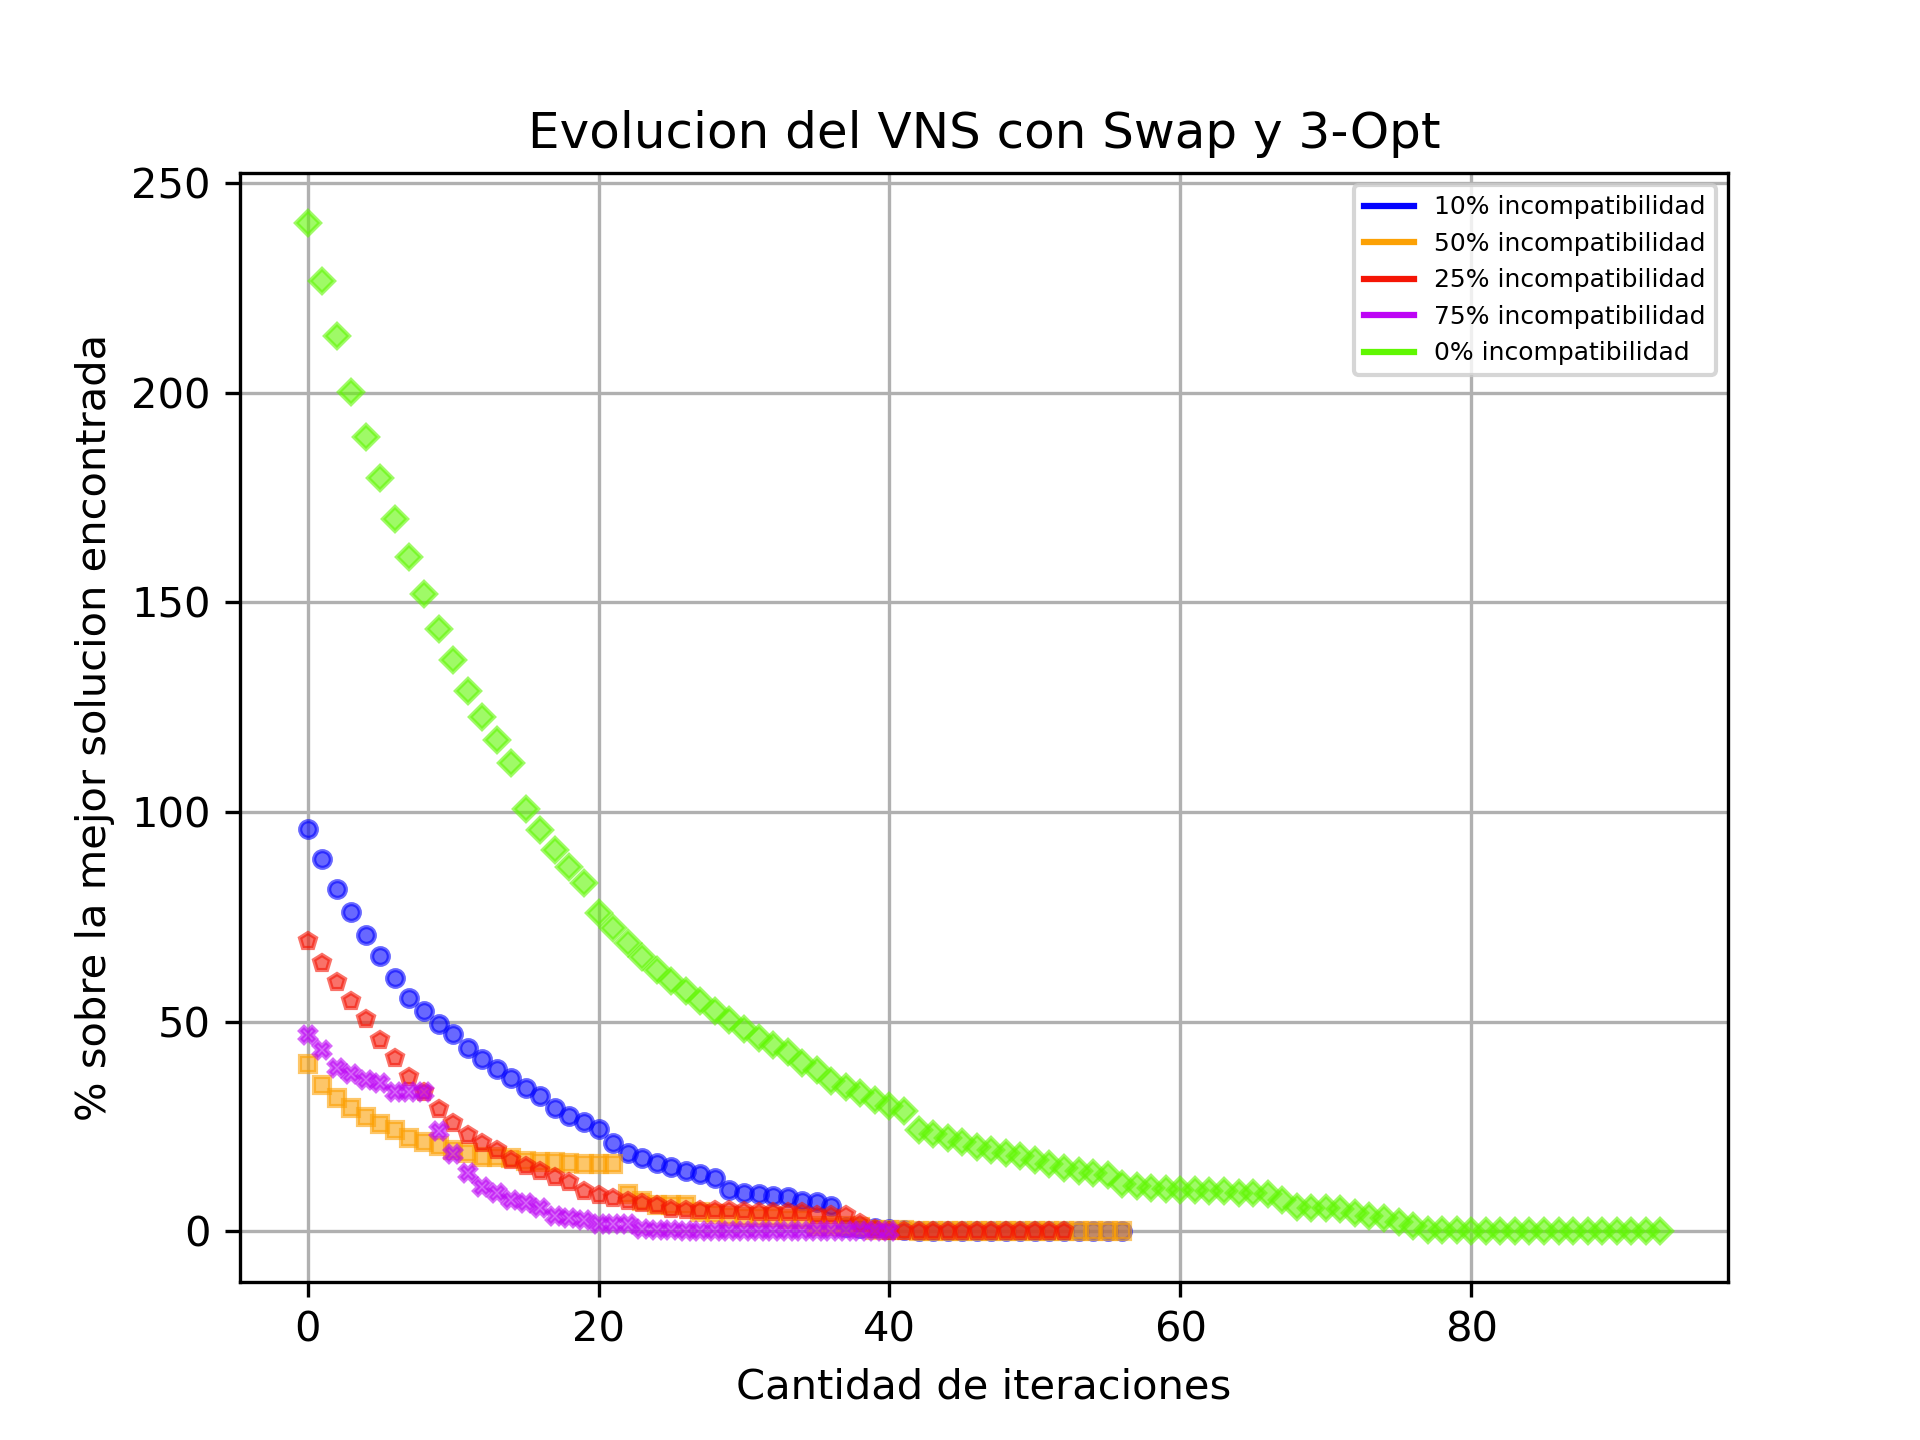 Evolucion del VNS con Swap y 3-Opt
% sobre la mejor solucion encontrada
250
200
150
100
50
0
10% incompatibilidad
50% incompatibilidad
25% incompatibilidad
75% incompatibilidad
0% incompatibilidad
0 20 40 60 80
Cantidad de iteraciones